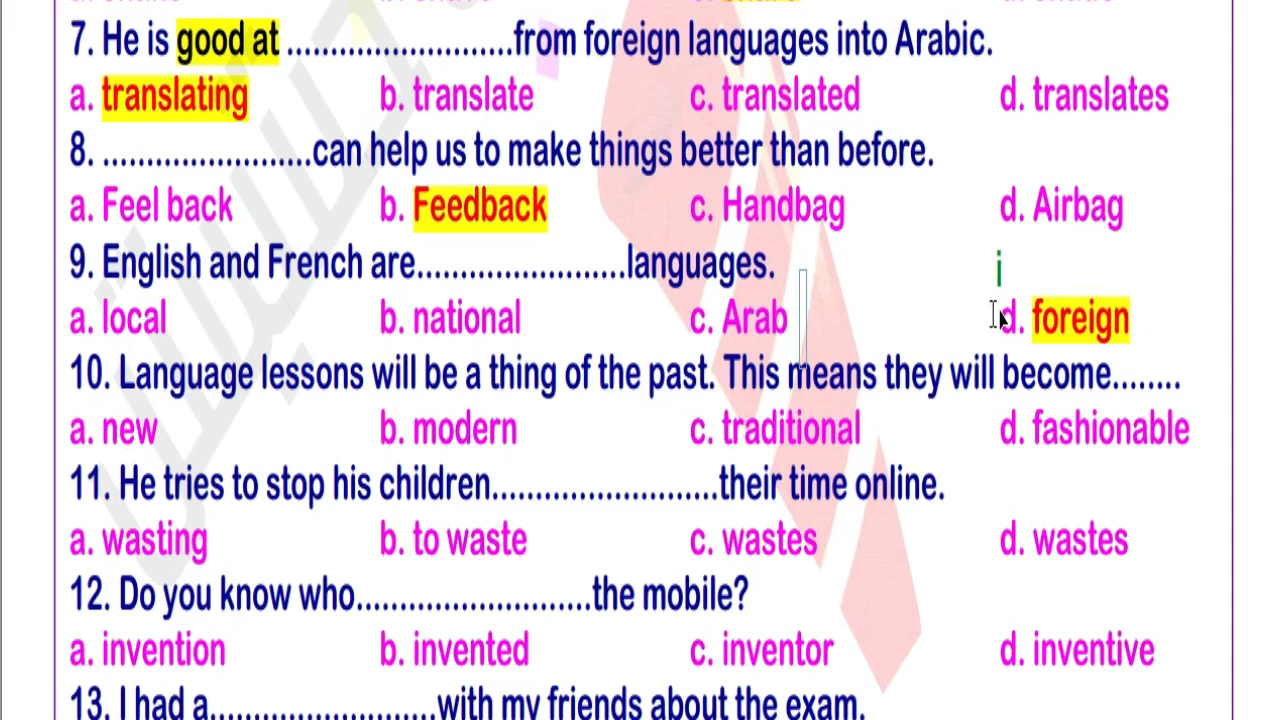 7. He is good at ..........................from foreign languages into Arabic.
a. translating b. translate c. translated d. translates
8. ........................can help us to make things better than before.
a. Feel back b. Feedback c. Handbag d. Airbag
9. English and French are........................languages.
i
a. local b. national c. Arab d. foreign
10. Language lessons will be a thing of the past. This means they will become........
a. new b. modern c. traditional d. fashionable
11. He tries to stop his children..........................their time online.
a. wasting b. to waste c. wastes d. wastes
12. Do you know who...........................the mobile?
a. invention b. invented c. inventor d. inventive
13. I had a..........................with my friends about the exam.